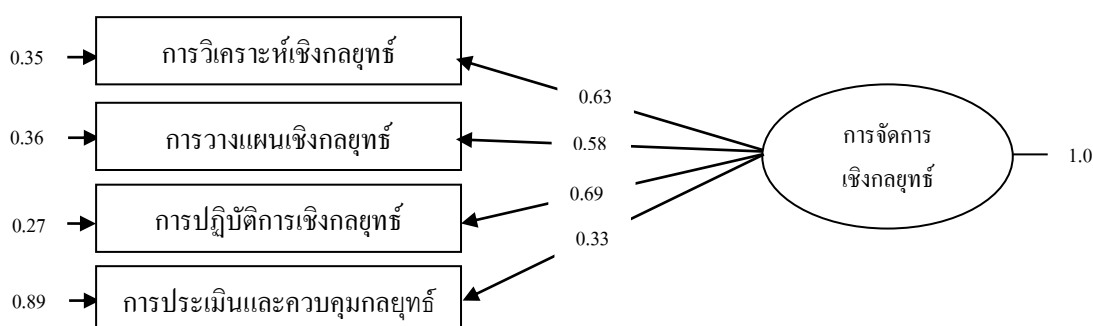 0.35
การวิเคราะห์เชิงกลยุทธ์
0.63
0.36
การวางแผนเชิงกลยุทธ์
0.58
การจัดการ
เชิงกลยุทธ์
1.0
0.27
การปฏิบัติการเชิงกลยุทธ์
0.69
0.33
0.89
การประเมินและควบคุมกลยุทธ์